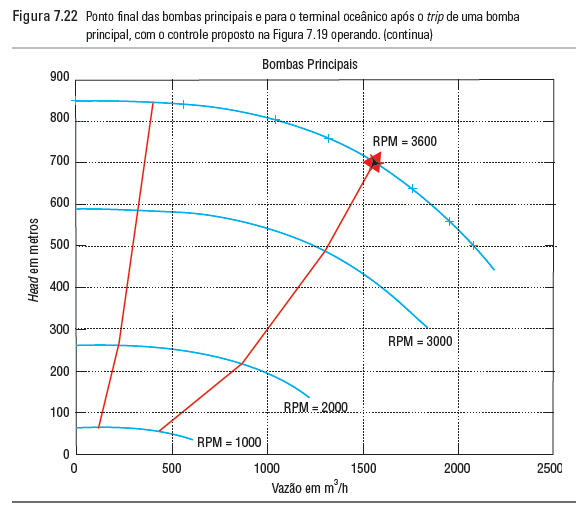 Figura 7.22 Ponto final das bombas principais e para o terminal oceânico após o trip de uma bomba
principal, com o controle proposto na Figura 7.19 operando. (continua)
Bombas Principais
900
800
700
600
500
400
300
200
100
0
Head em metros
RPM = 3600
RPM = 3000
RPM = 2000
RPM = 1000
0 500 1000 1500 2000 2500
Vazão em m³/h